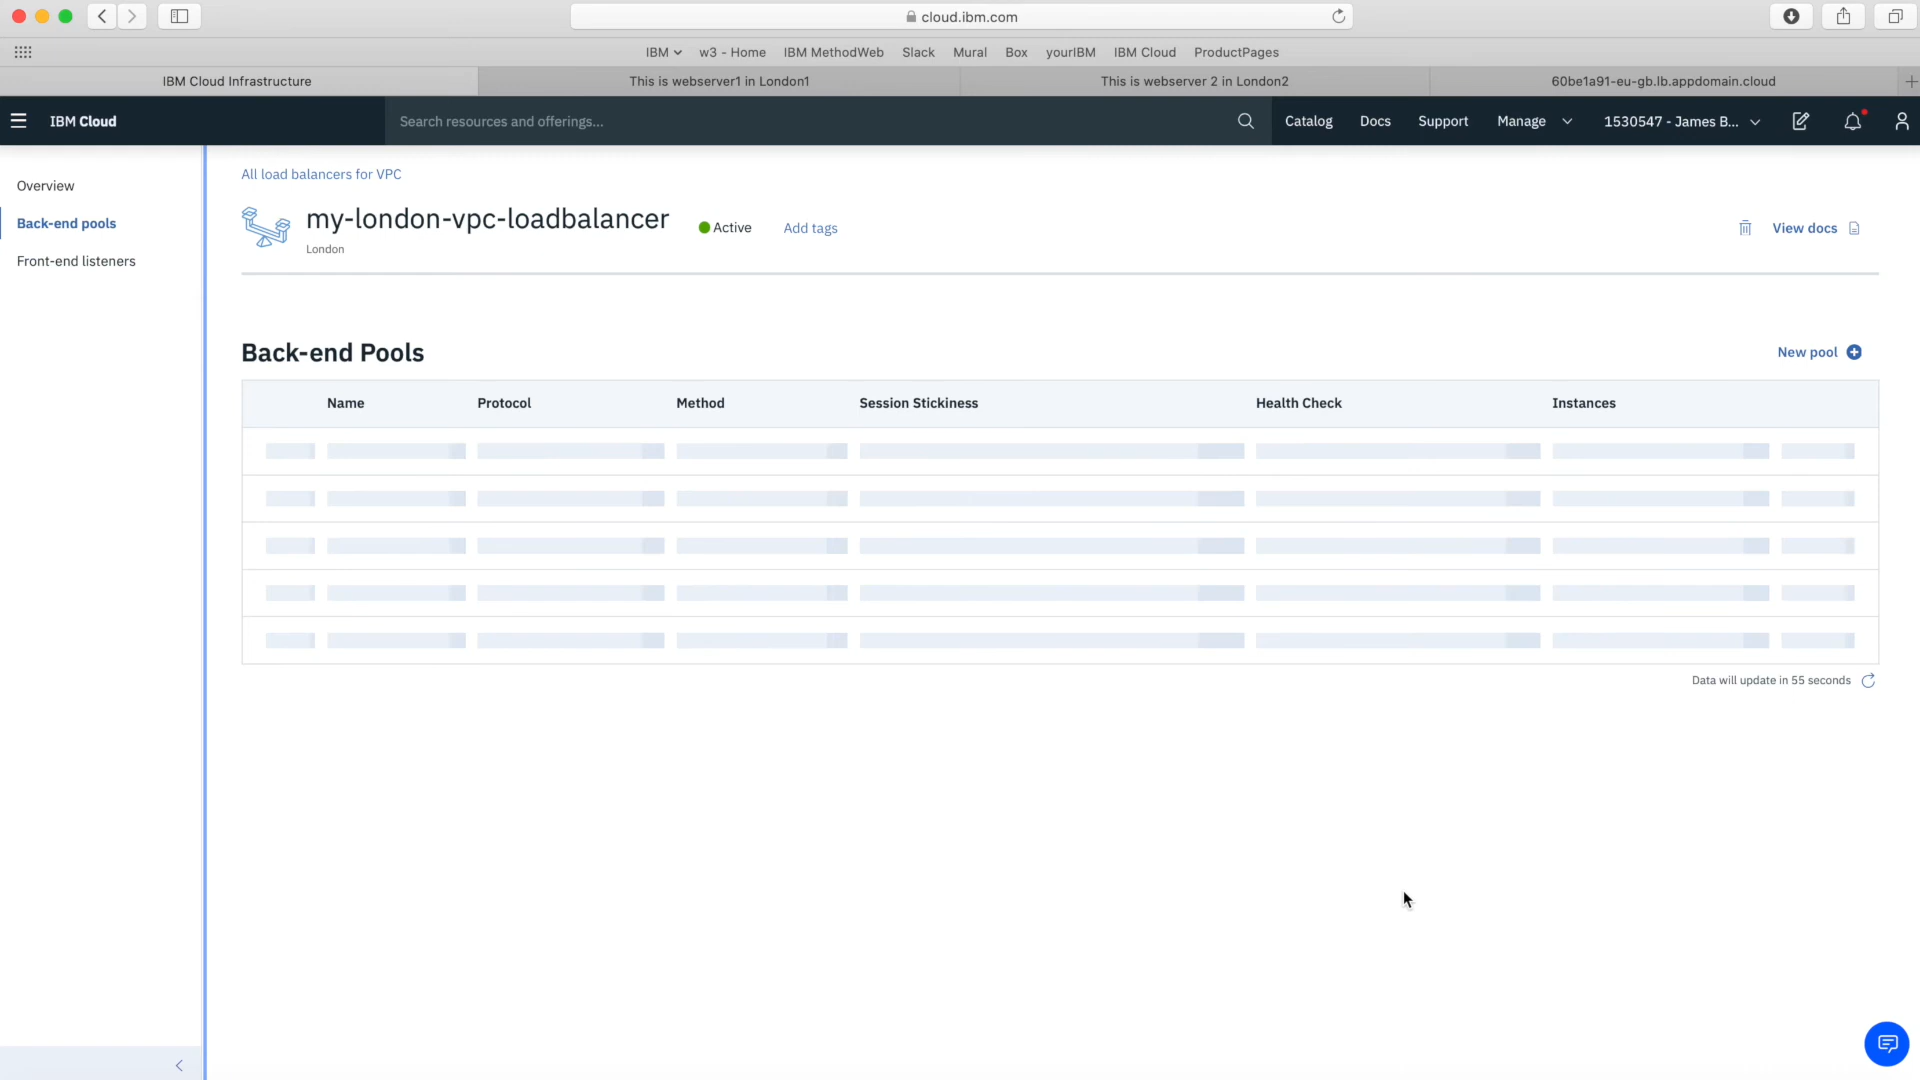 cloud.ibm.com
IBM w3 - Home IBM MethodWeb Slack Mural Box yourIBM IBM Cloud ProductPages
IBM Cloud Infrastructure This is webserver1 in London1 This is webserver 2 in London2 60be1a91-eu-gb.lb.appdomain.cloud
IBM Cloud Search resources and offerings... Catalog Docs Support Manage 1530547 - James B...
All load balancers for VPC
Overview
Back-end pools
Front-end listeners
my-london-vpc-loadbalancer Active Add tags View docs
London
Back-end Pools New pool
Name Protocol Method Session Stickiness Health Check Instances
Data will update in 55 seconds